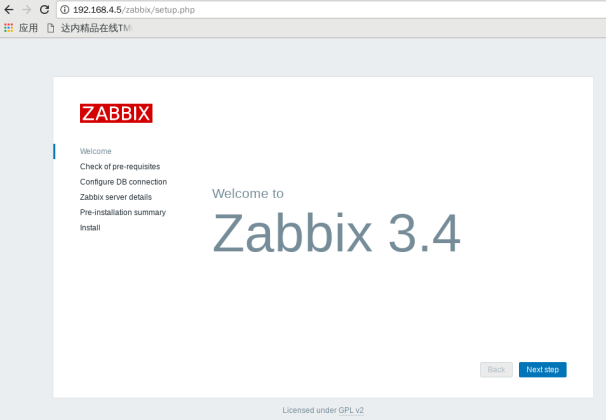 192.168.4.5/zabbix/setup.php
应用 达内精品在线TM
ZABBIX
Welcome
Check of pre-requisites
Configure DB connection
Zabbix server details
Pre-installation summary
Install
Welcome to
Zabbix 3.4
Back Next step
Licensed under GPL v2